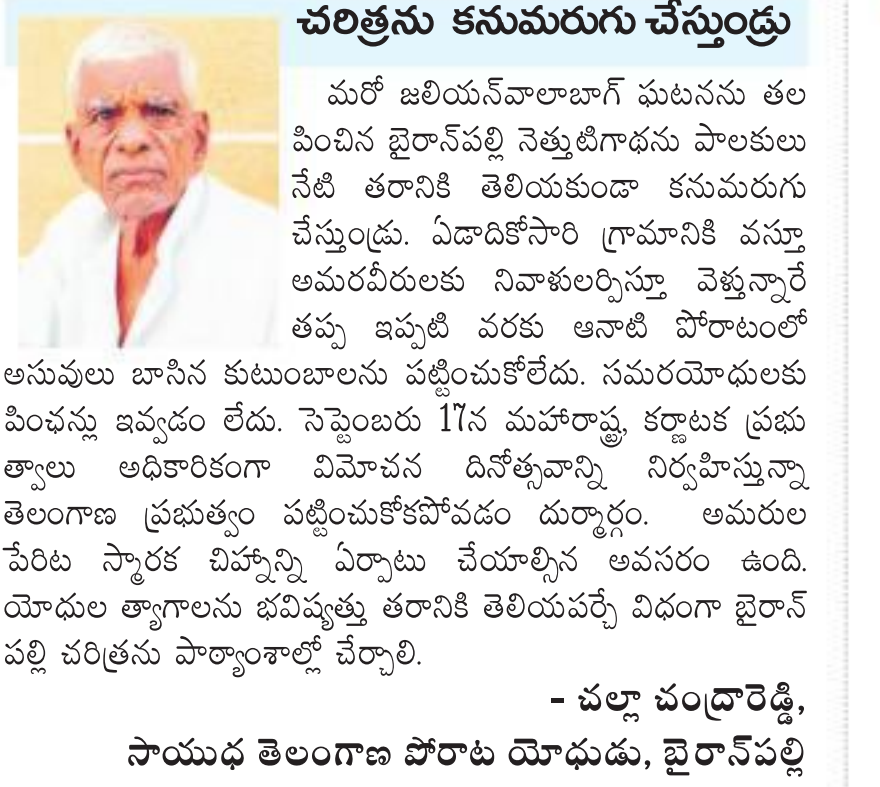 చరిత్రను కనుమరుగు చేస్తుండ్రు
మరో జలియన్‌వాలాబాగ్ ఘటనను తల
పించిన బైరాన్‌పల్లి నెత్తుటిగాథను పాలకులు
నేటి తరానికి తెలియకుండా కనుమరుగు
చేస్తుండ్రు. ఏడాదికోసారి గ్రామానికి వస్తూ
అమరవీరులకు నివాళులర్పిస్తూ వెళ్తున్నారే
తప్ప ఇప్పటి వరకు ఆనాటి పోరాటంలో
అసువులు బాసిన కుటుంబాలను పట్టించుకోలేదు. సమరయోధులకు
పింఛన్లు ఇవ్వడం లేదు. సెప్టెంబరు 17న మహారాష్ట్ర, కర్ణాటక ప్రభు
త్వాలు అధికారికంగా విమోచన దినోత్సవాన్ని నిర్వహిస్తున్నా
తెలంగాణ ప్రభుత్వం పట్టించుకోకపోవడం దుర్మార్గం. అమరుల
పేరిట స్మారక చిహ్నాన్ని ఏర్పాటు చేయాల్సిన అవసరం ఉంది.
యోధుల త్యాగాలను భవిష్యత్తు తరానికి తెలియపర్చే విధంగా బైరాన్
పల్లి చరిత్రను పాఠ్యాంశాల్లో చేర్చాలి.
- చల్లా చంద్రారెడ్డి,
సాయుధ తెలంగాణ పోరాట యోధుడు, బైరాన్‌పల్లి